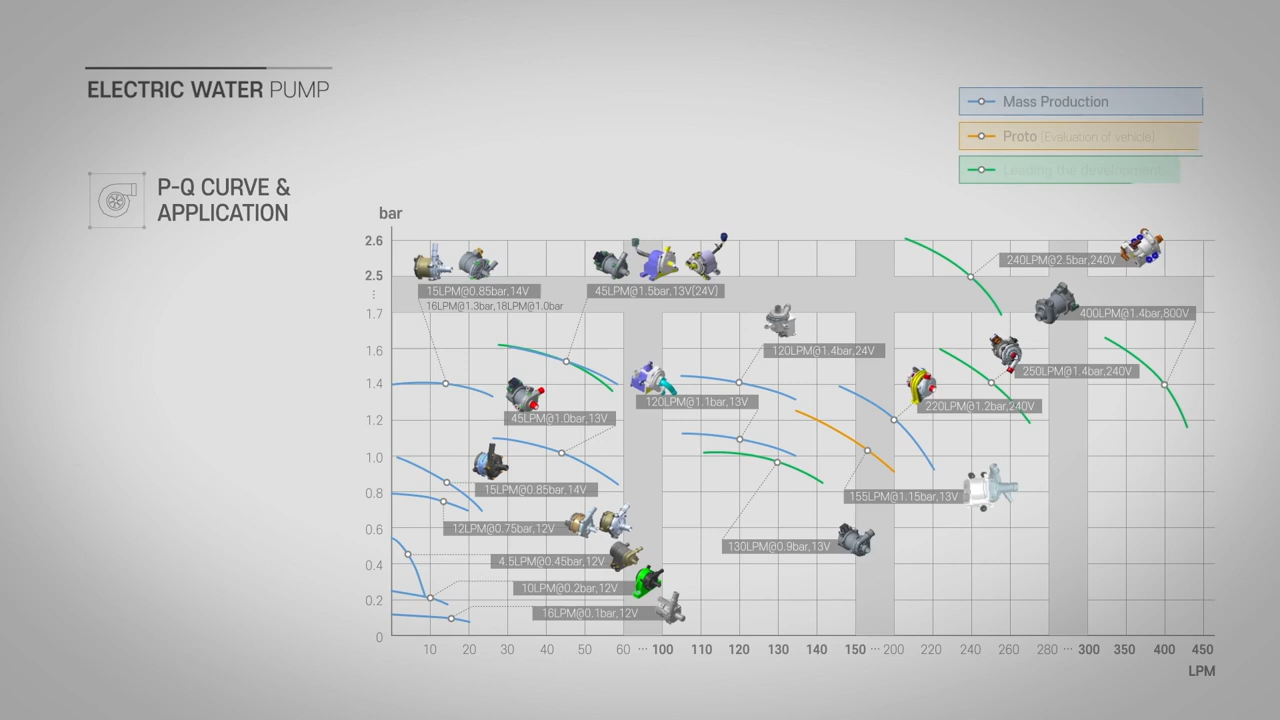 ELECTRIC WATER PUMP
Mass Production
Proto (Evaluation of vehicle)
Leading the development
P-Q CURVE &
APPLICATION
bar
2.6
2.5
⋮
1.7
1.6
1.4
1.2
1.0
0.8
0.6
0.4
0.2
0
240LPM@2.5bar,240V
15LPM@0.85bar,14V
16LPM@1.3bar,18LPM@1.0bar
45LPM@1.5bar,13V(24V)
400LPM@1.4bar,800V
120LPM@1.4bar,24V
250LPM@1.4bar,240V
120LPM@1.1bar,13V
220LPM@1.2bar,240V
45LPM@1.0bar,13V
15LPM@0.85bar,14V
155LPM@1.15bar,13V
12LPM@0.75bar,12V
130LPM@0.9bar,13V
4.5LPM@0.45bar,12V
10LPM@0.2bar,12V
16LPM@0.1bar,12V
10 20 30 40 50 60 ··· 100 110 120 130 140 150 ··· 200 220 240 260 280 ··· 300 350 400 450
LPM